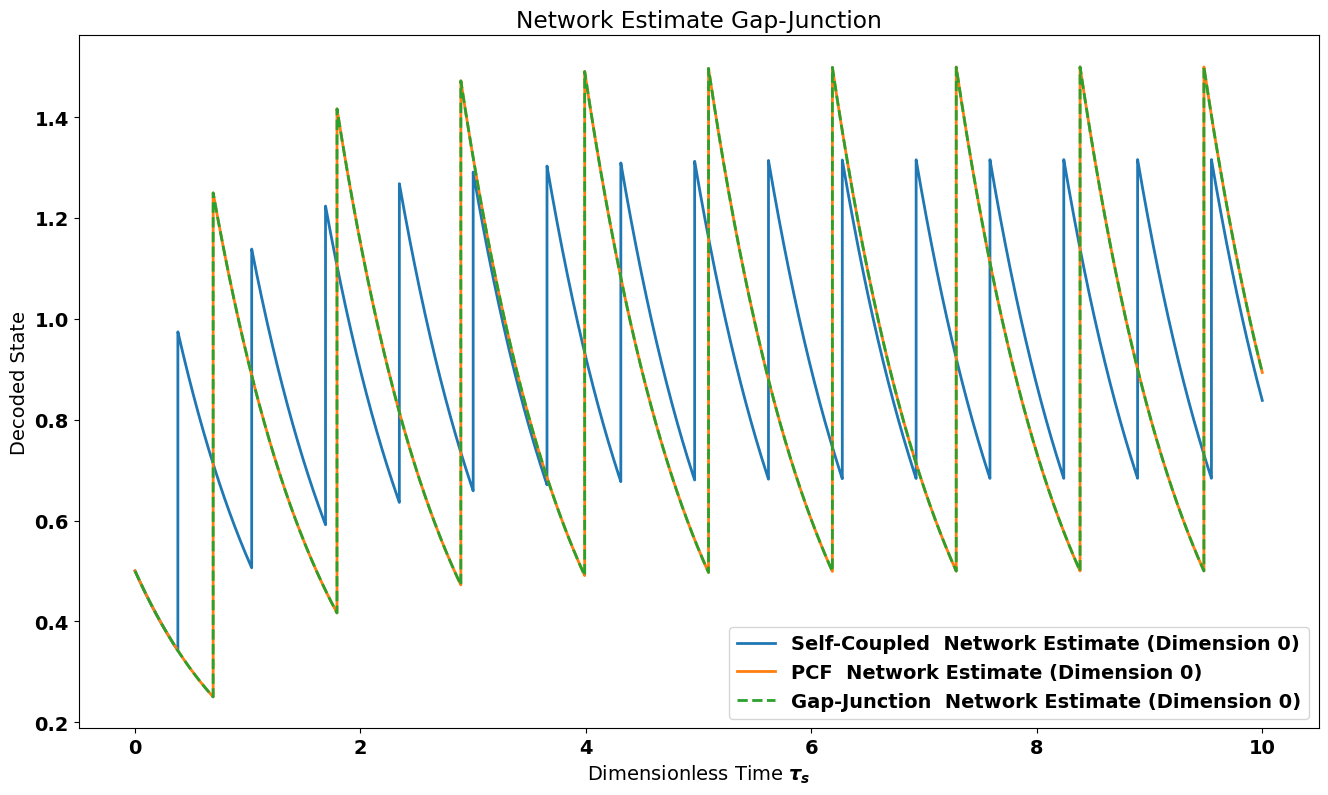 Network Estimate Gap-Junction
Decoded State
1.4
1.2
1.0
0.8
0.6
0.4
0.2
0 2 4 6 8 10
Dimensionless Time τₛ
Self-Coupled  Network Estimate (Dimension 0)
PCF  Network Estimate (Dimension 0)
Gap-Junction  Network Estimate (Dimension 0)